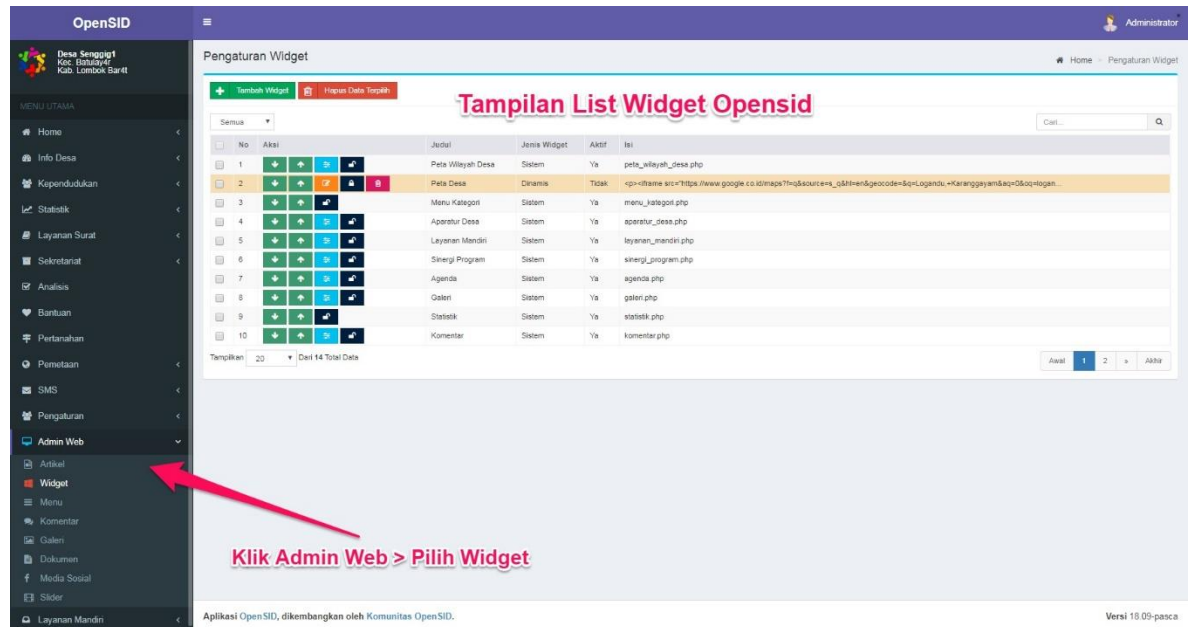 OpenSID
Administrator
Desa Senggig1
Kec. Batulay4r
Kab. Lombok Bar4t
MENU UTAMA
Home
Info Desa
Kependudukan
Statistik
Layanan Surat
Sekretariat
Analisis
Bantuan
Pertanahan
Pemetaan
SMS
Pengaturan
Admin Web
Artikel
Widget
Menu
Komentar
Galeri
Dokumen
Media Sosial
Slider
Layanan Mandiri
Pengaturan Widget
Home > Pengaturan Widget
Tambah Widget Hapus Data Terpilih
Tampilan List Widget Opensid
Semua
Cari...
No Aksi Judul Jenis Widget Aktif Isi
1 Peta Wilayah Desa Sistem Ya peta_wilayah_desa.php
2 Peta Desa Dinamis Tidak <p><iframe src="https://www.google.co.id/maps?f=q&source=s_q&hl=en&geocode=&q=Logandu,+Karanggayam&aq=0&oq=logan...
3 Menu Kategori Sistem Ya menu_kategori.php
4 Aparatur Desa Sistem Ya aparatur_desa.php
5 Layanan Mandiri Sistem Ya layanan_mandiri.php
6 Sinergi Program Sistem Ya sinergi_program.php
7 Agenda Sistem Ya agenda.php
8 Galeri Sistem Ya galeri.php
9 Statistik Sistem Ya statistik.php
10 Komentar Sistem Ya komentar.php
Tampilkan 20 Dari 14 Total Data
Awal 1 2 » Akhir
Klik Admin Web > Pilih Widget
Aplikasi OpenSID, dikembangkan oleh Komunitas OpenSID.
Versi 18.09-pasca